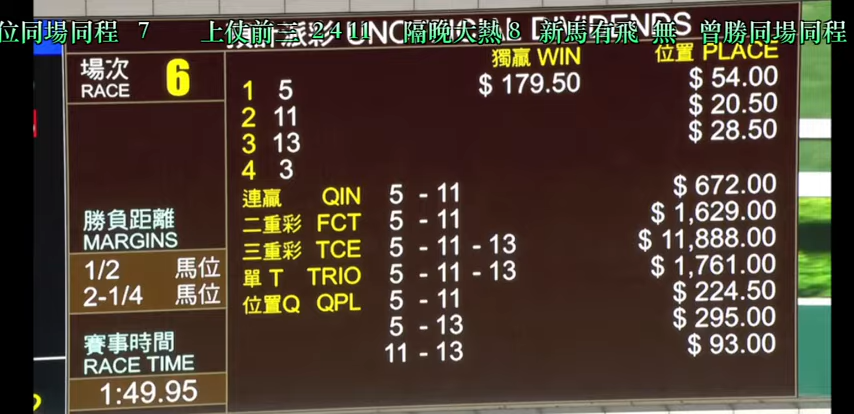 位同場同程 7 上仗前三 2 4 11 隔晚大熱 8 新馬有飛 無 曾勝同場同程
派彩 DIVIDENDS
場次
RACE 6
獨贏 WIN 位置 PLACE
1 5 $ 179.50 $ 54.00
2 11 $ 20.50
3 13 $ 28.50
4 3
連贏 QIN 5 - 11 $ 672.00
二重彩 FCT 5 - 11 $ 1,629.00
三重彩 TCE 5 - 11 - 13 $ 11,888.00
單 T TRIO 5 - 11 - 13 $ 1,761.00
位置Q QPL 5 - 11 $ 224.50
5 - 13 $ 295.00
11 - 13 $ 93.00
勝負距離
MARGINS
1/2 馬位
2-1/4 馬位
賽事時間
RACE TIME
1:49.95